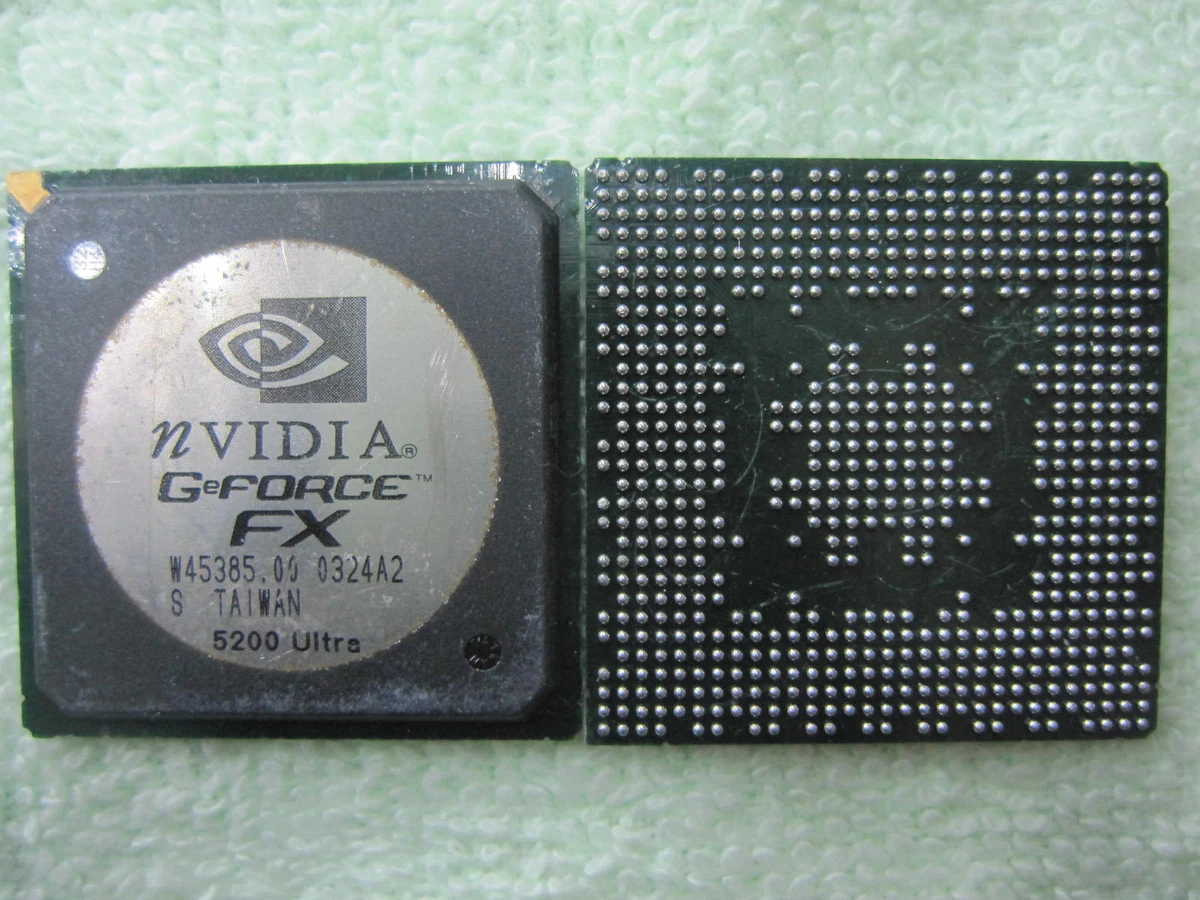 nVIDIA®
GeFORCE™
FX
W45385.00 0324A2
S TAIWAN
5200 Ultra